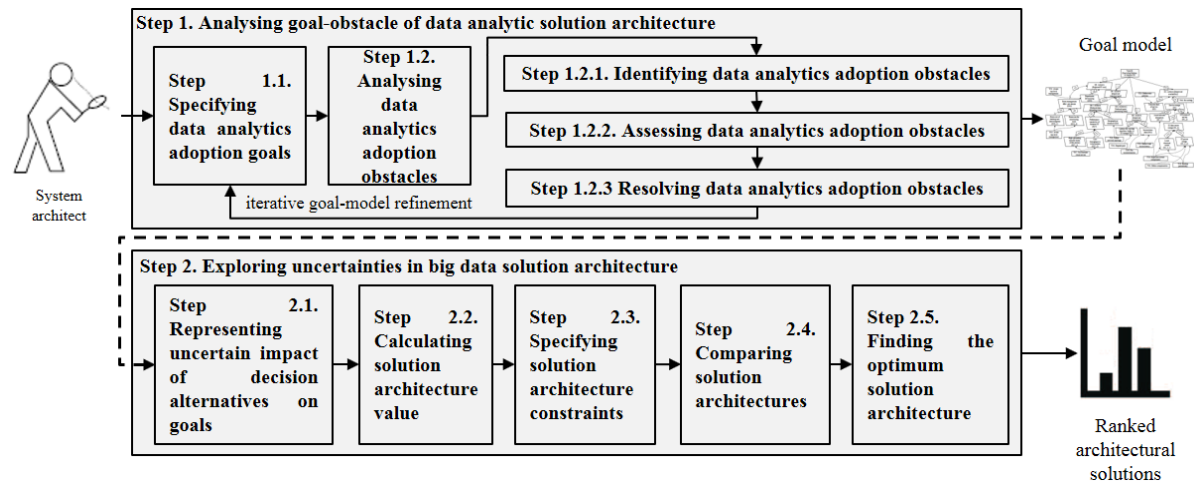 Step 1. Analysing goal-obstacle of data analytic solution architecture
System
architect
Step 1.1.
Specifying
data analytics
adoption goals
Step 1.2.
Analysing
data
analytics
adoption
obstacles
Step 1.2.1. Identifying data analytics adoption obstacles
Step 1.2.2. Assessing data analytics adoption obstacles
Step 1.2.3 Resolving data analytics adoption obstacles
iterative goal-model refinement
Goal model
Step 2. Exploring uncertainties in big data solution architecture
Step 2.1.
Representing
uncertain impact
of decision
alternatives on
goals
Step 2.2.
Calculating
solution
architecture
value
Step 2.3.
Specifying
solution
architecture
constraints
Step 2.4.
Comparing
solution
architectures
Step 2.5.
Finding the
optimum
solution
architecture
Ranked
architectural
solutions